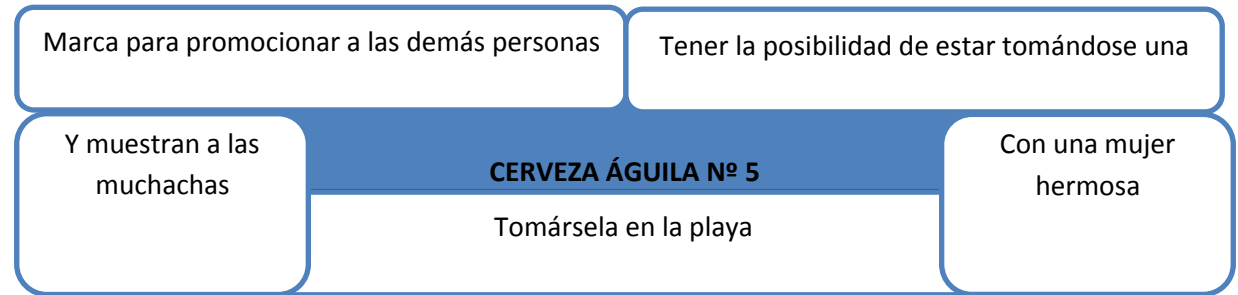 Marca para promocionar a las demás personas
Tener la posibilidad de estar tomándose una
Y muestran a las
muchachas
CERVEZA ÁGUILA Nº 5
Con una mujer
hermosa
Tomársela en la playa